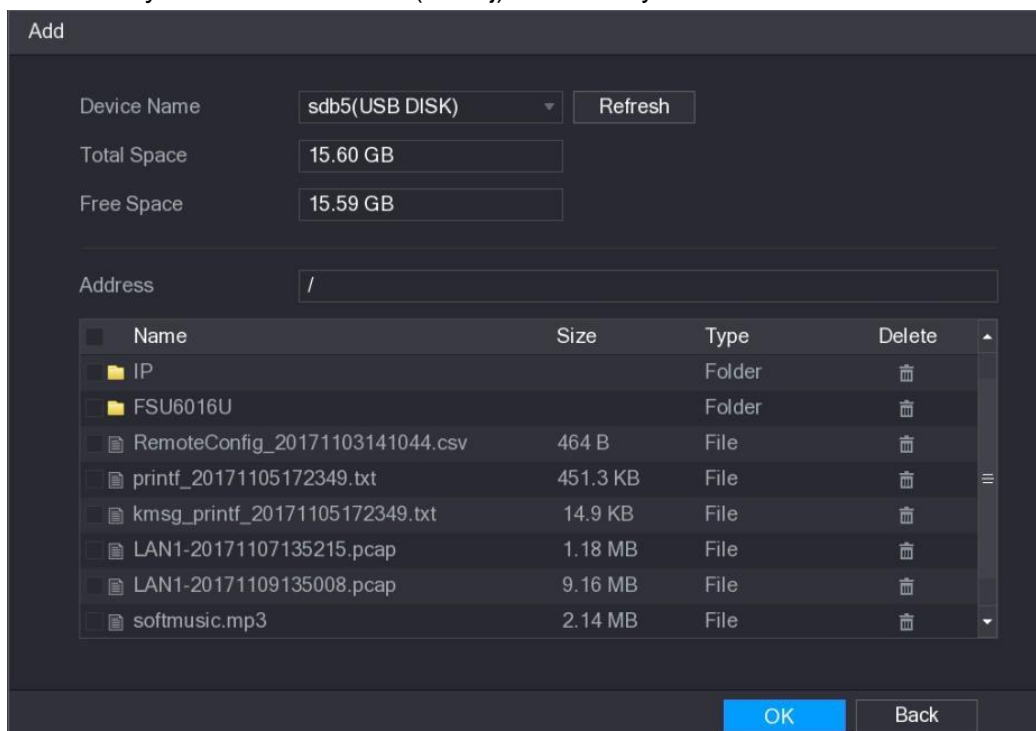 Add
Device Name sdb5(USB DISK) Refresh
Total Space 15.60 GB
Free Space 15.59 GB
Address /
Name Size Type Delete
IP Folder
FSU6016U Folder
RemoteConfig_20171103141044.csv 464 B File
printf_20171105172349.txt 451.3 KB File
kmsg_printf_20171105172349.txt 14.9 KB File
LAN1-20171107135215.pcap 1.18 MB File
LAN1-20171109135008.pcap 9.16 MB File
softmusic.mp3 2.14 MB File
OK Back